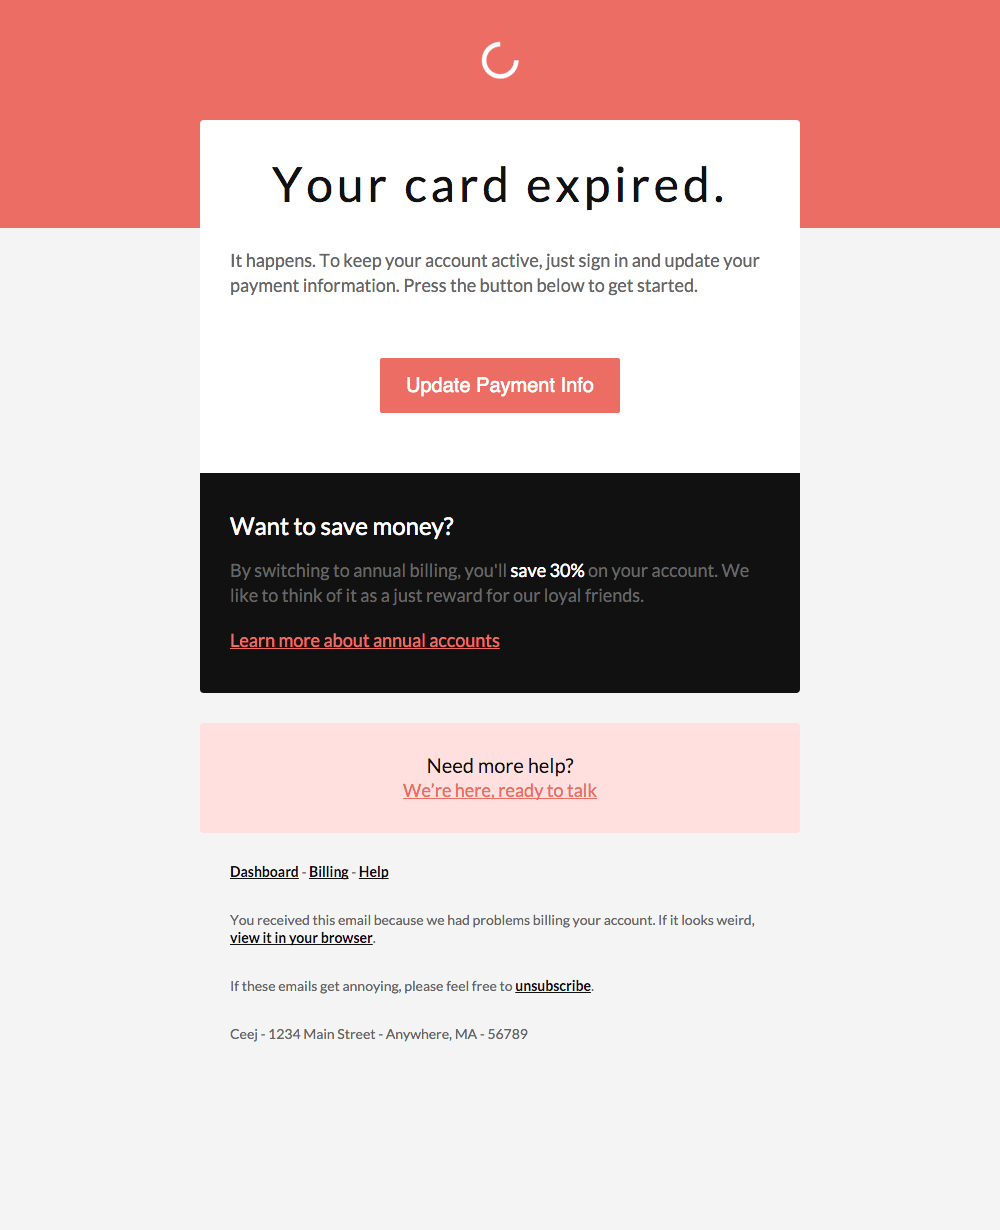 Your card expired.
It happens. To keep your account active, just sign in and update your
payment information. Press the button below to get started.
Update Payment Info
Want to save money?
By switching to annual billing, you'll save 30% on your account. We
like to think of it as a just reward for our loyal friends.
Learn more about annual accounts
Need more help?
We’re here, ready to talk
Dashboard - Billing - Help
You received this email because we had problems billing your account. If it looks weird,
view it in your browser.
If these emails get annoying, please feel free to unsubscribe.
Ceej - 1234 Main Street - Anywhere, MA - 56789